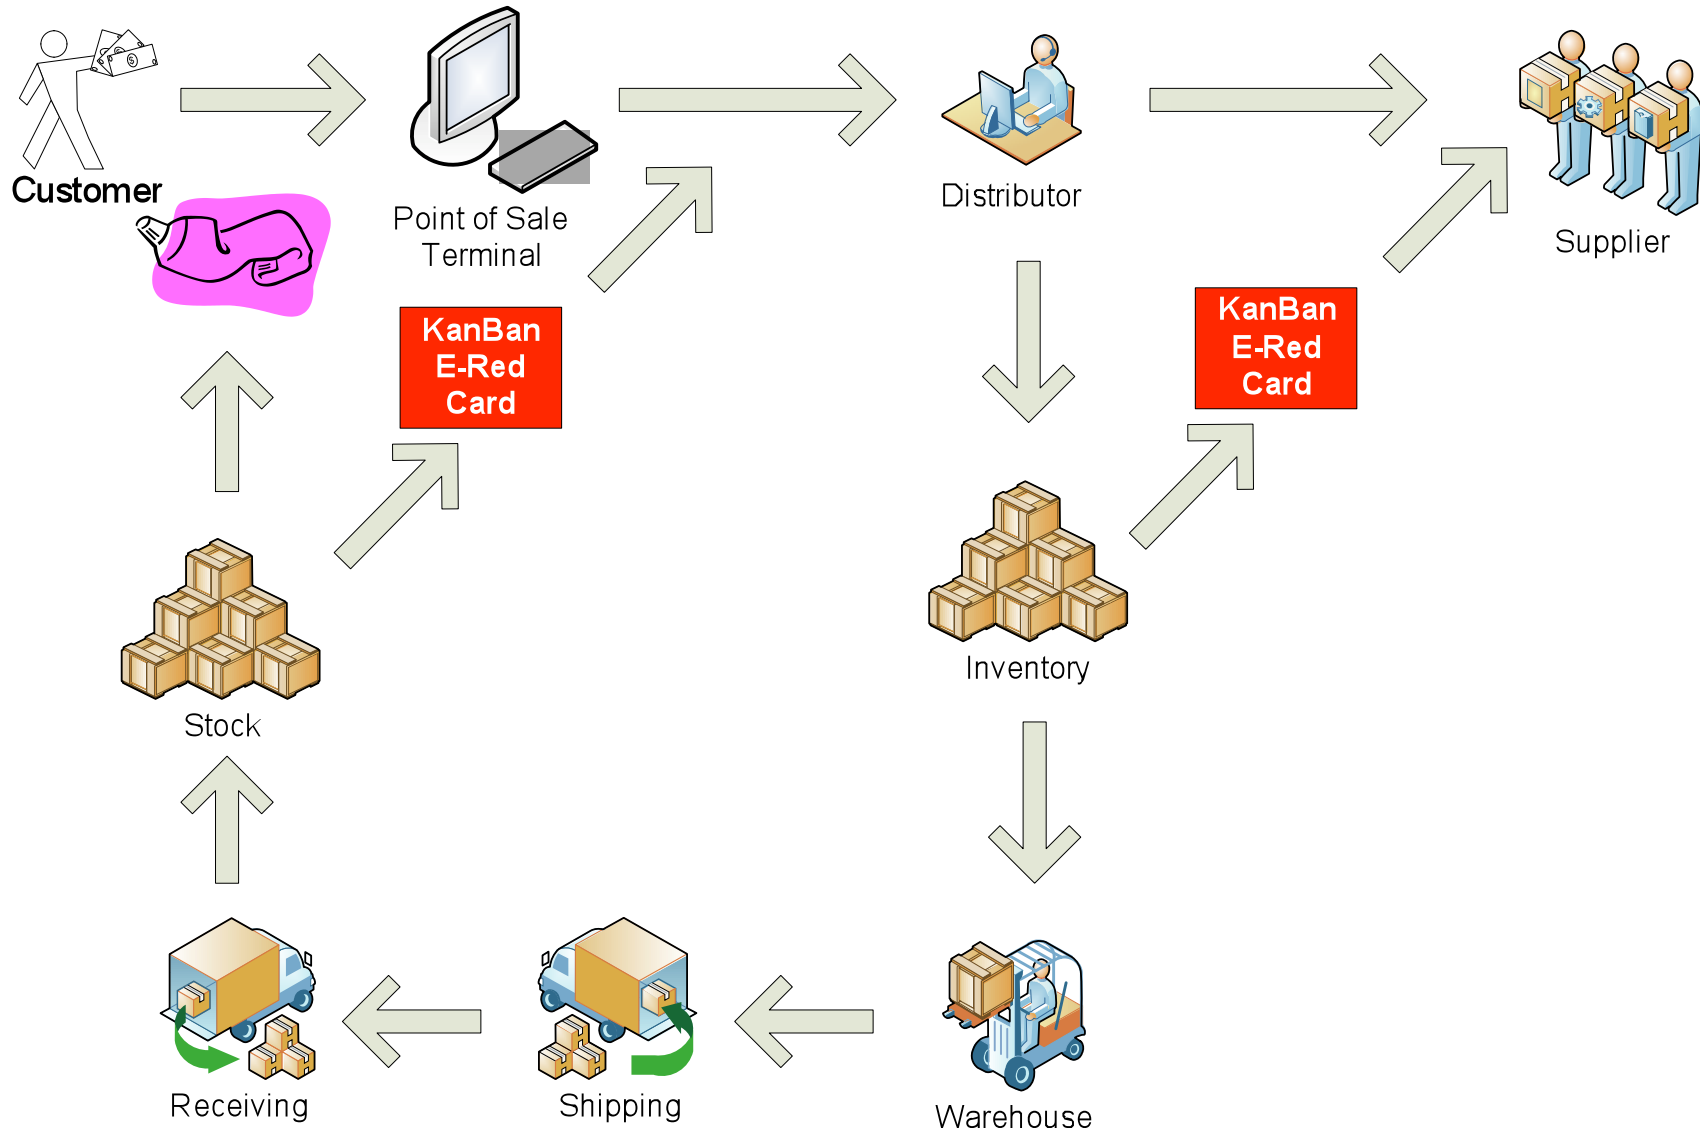 Customer
Point of Sale
Terminal
Distributor
Supplier
KanBan
E-Red
Card
KanBan
E-Red
Card
Stock
Inventory
Receiving
Shipping
Warehouse